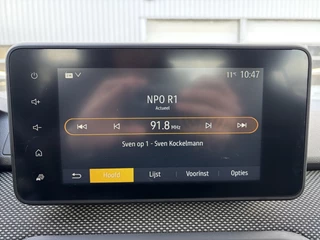 11° 10:47
NPO R1
Actueel
91.8 MHz
Sven op 1 - Sven Kockelmann
Hoofd Lijst Voorinst Opties